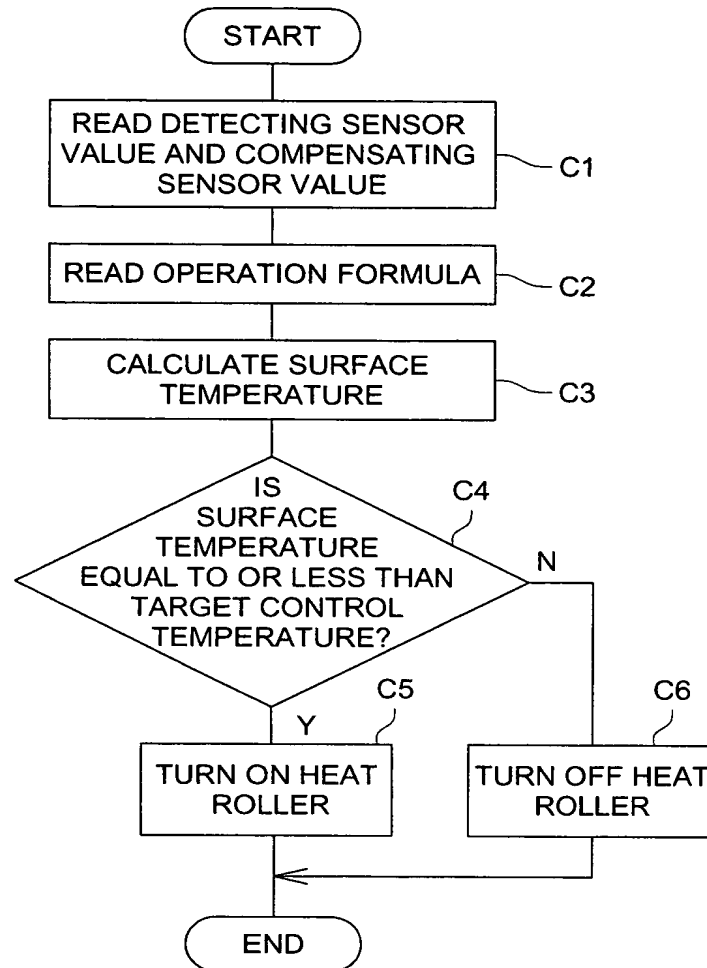 START
READ DETECTING SENSOR
VALUE AND COMPENSATING
SENSOR VALUE
C1
READ OPERATION FORMULA
C2
CALCULATE SURFACE
TEMPERATURE
C3
IS
SURFACE
TEMPERATURE
EQUAL TO OR LESS THAN
TARGET CONTROL
TEMPERATURE?
C4
N
Y
C5
TURN ON HEAT
ROLLER
C6
TURN OFF HEAT
ROLLER
END